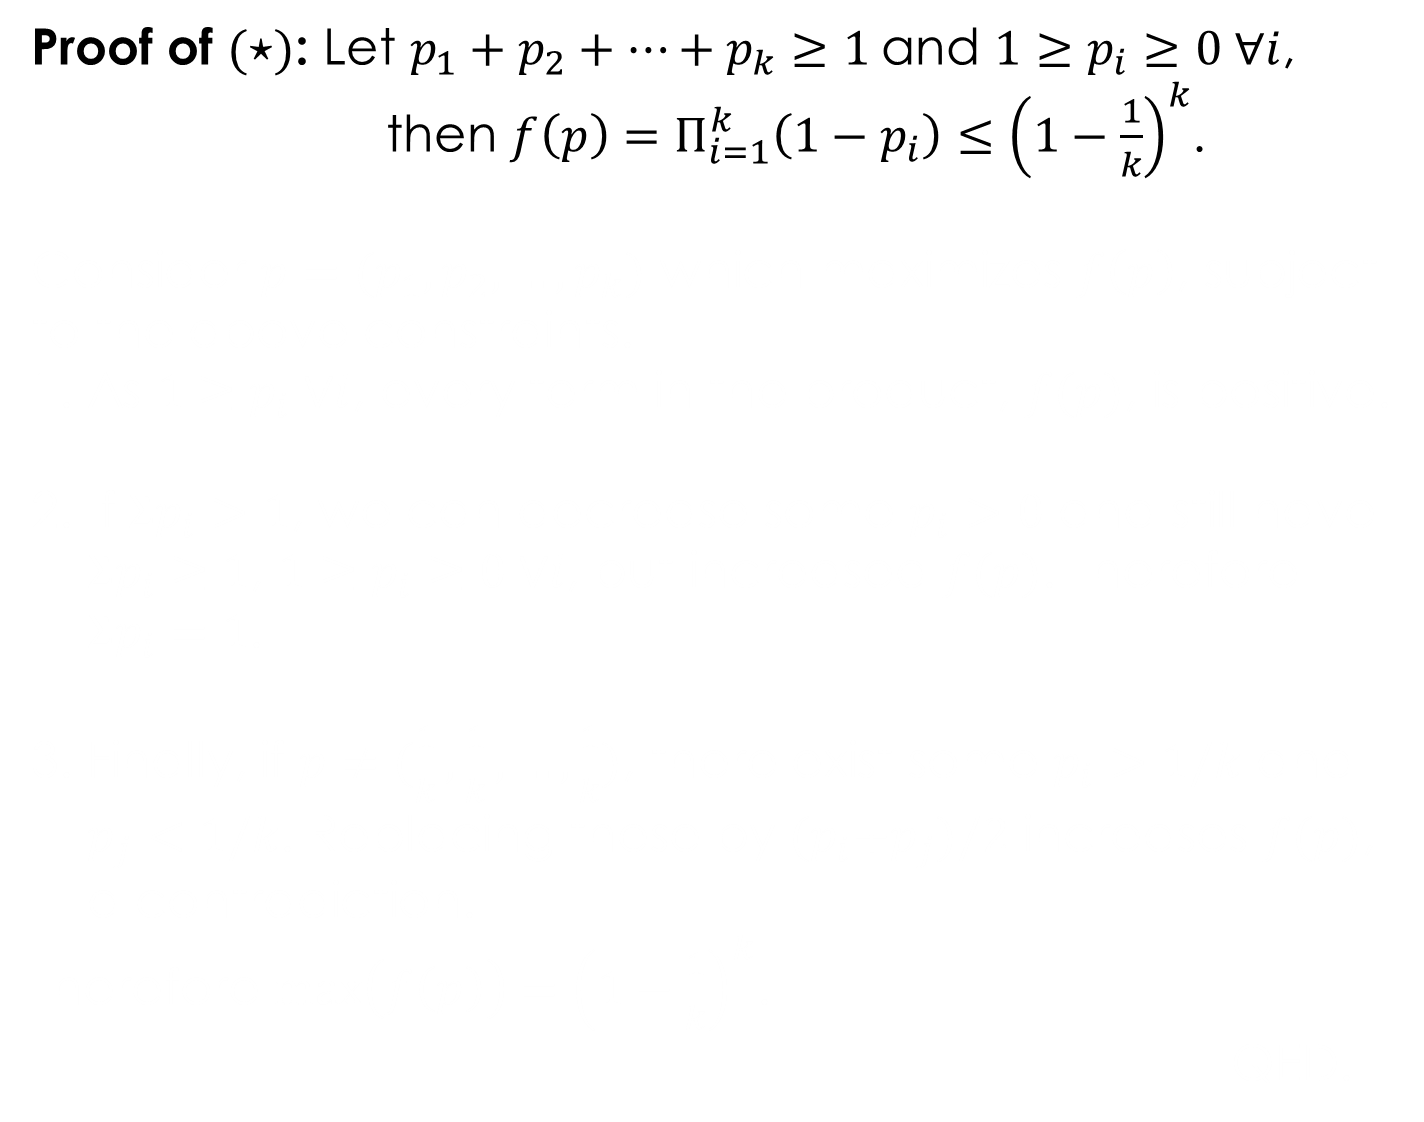 Proof of (⋆): Let p₁ + p₂ + ⋯ + pₖ ≥ 1 and 1 ≥ pᵢ ≥ 0 ∀i,
then f(p) = Πᵢ₌₁ᵏ(1 − pᵢ) ≤ (1 − 1/k)ᵏ.